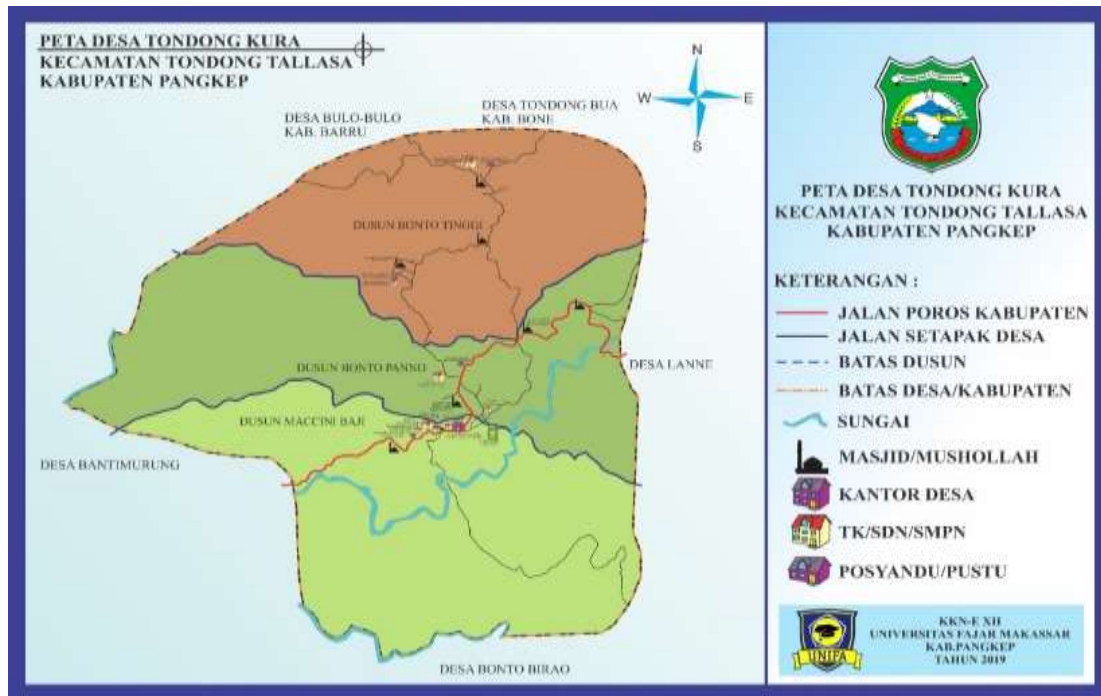 PETA DESA TONDONG KURA
KECAMATAN TONDONG TALLASA
KABUPATEN PANGKEP
N
W
E
S
DESA BULO-BULO
KAB. BARRU
DESA TONDONG BUA
KAB. BONE
DUSUN BONTO TINGGI
DUSUN BONTO PANNO
DESA LANNE
DUSUN MACCINI BAJI
DESA BANTIMURUNG
DESA BONTO BIRAO
PETA DESA TONDONG KURA
KECAMATAN TONDONG TALLASA
KABUPATEN PANGKEP
KETERANGAN :
JALAN POROS KABUPATEN
JALAN SETAPAK DESA
BATAS DUSUN
BATAS DESA/KABUPATEN
SUNGAI
MASJID/MUSHOLLAH
KANTOR DESA
TK/SDN/SMPN
POSYANDU/PUSTU
UNIFA
KKN-E XII
UNIVERSITAS FAJAR MAKASSAR
KAB.PANGKEP
TAHUN 2019